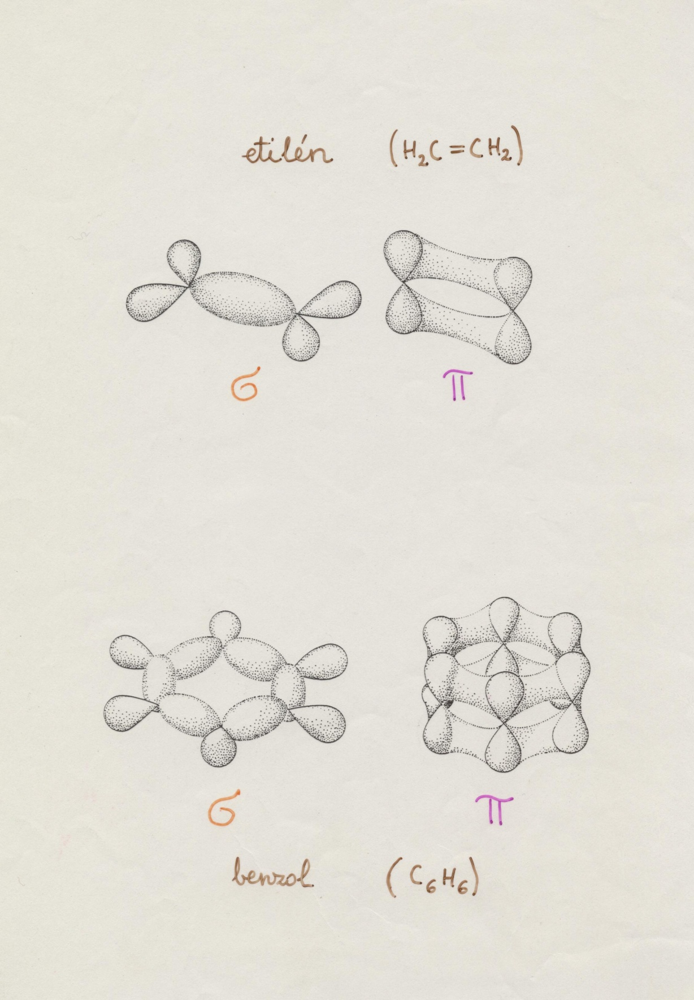 etilén (H₂C=CH₂)
σ π
σ π
benzol (C₆H₆)